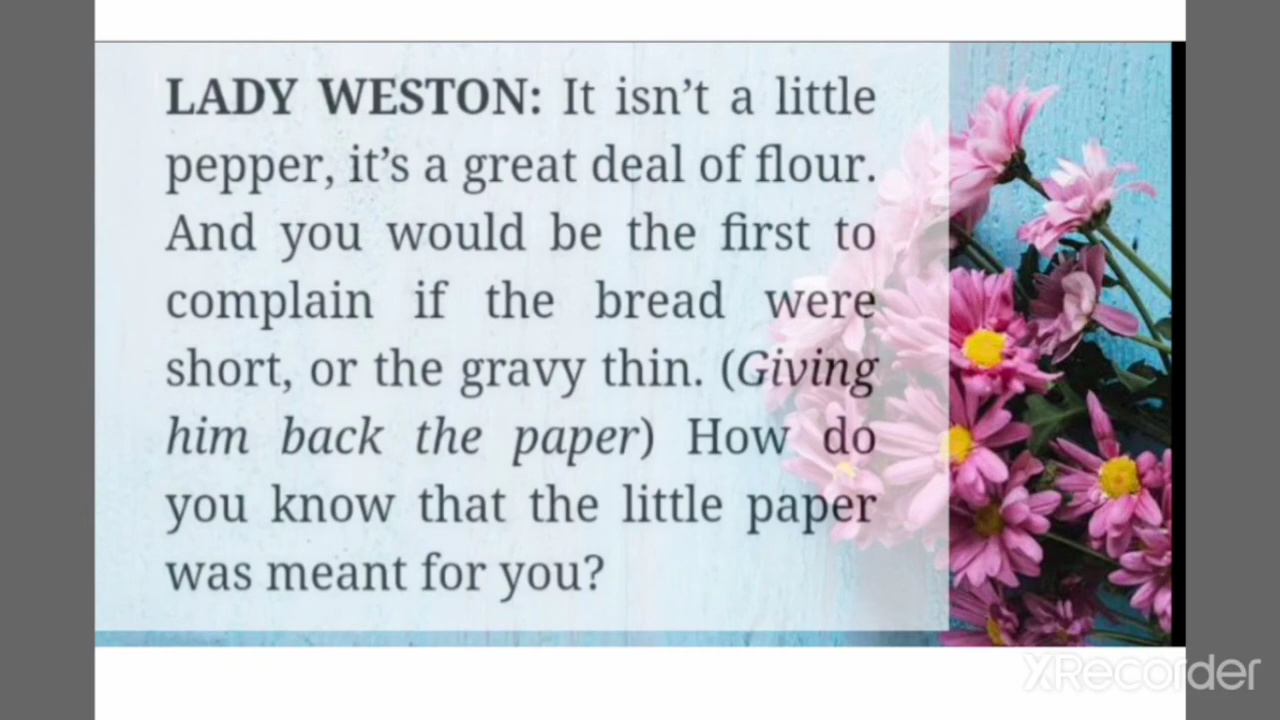 LADY WESTON: It isn’t a little
pepper, it’s a great deal of flour.
And you would be the first to
complain if the bread were
short, or the gravy thin. (Giving
him back the paper) How do
you know that the little paper
was meant for you?
XRecorder